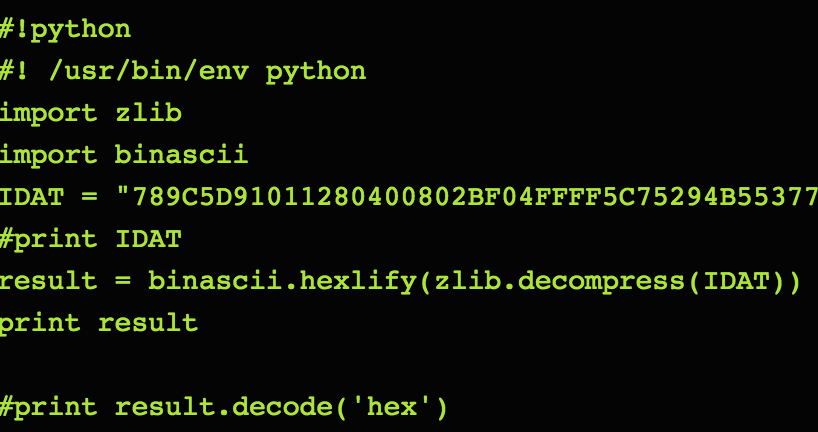 #!python
#! /usr/bin/env python
import zlib
import binascii
IDAT = "789C5D91011280400802BF04FFFF5C75294B55377
#print IDAT
result = binascii.hexlify(zlib.decompress(IDAT))
print result
#print result.decode('hex')